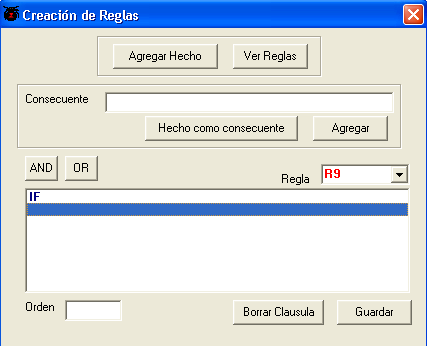 Creación de Reglas
Agregar Hecho Ver Reglas
Consecuente
Hecho como consecuente Agregar
AND OR Regla R9
IF
Orden Borrar Clausula Guardar